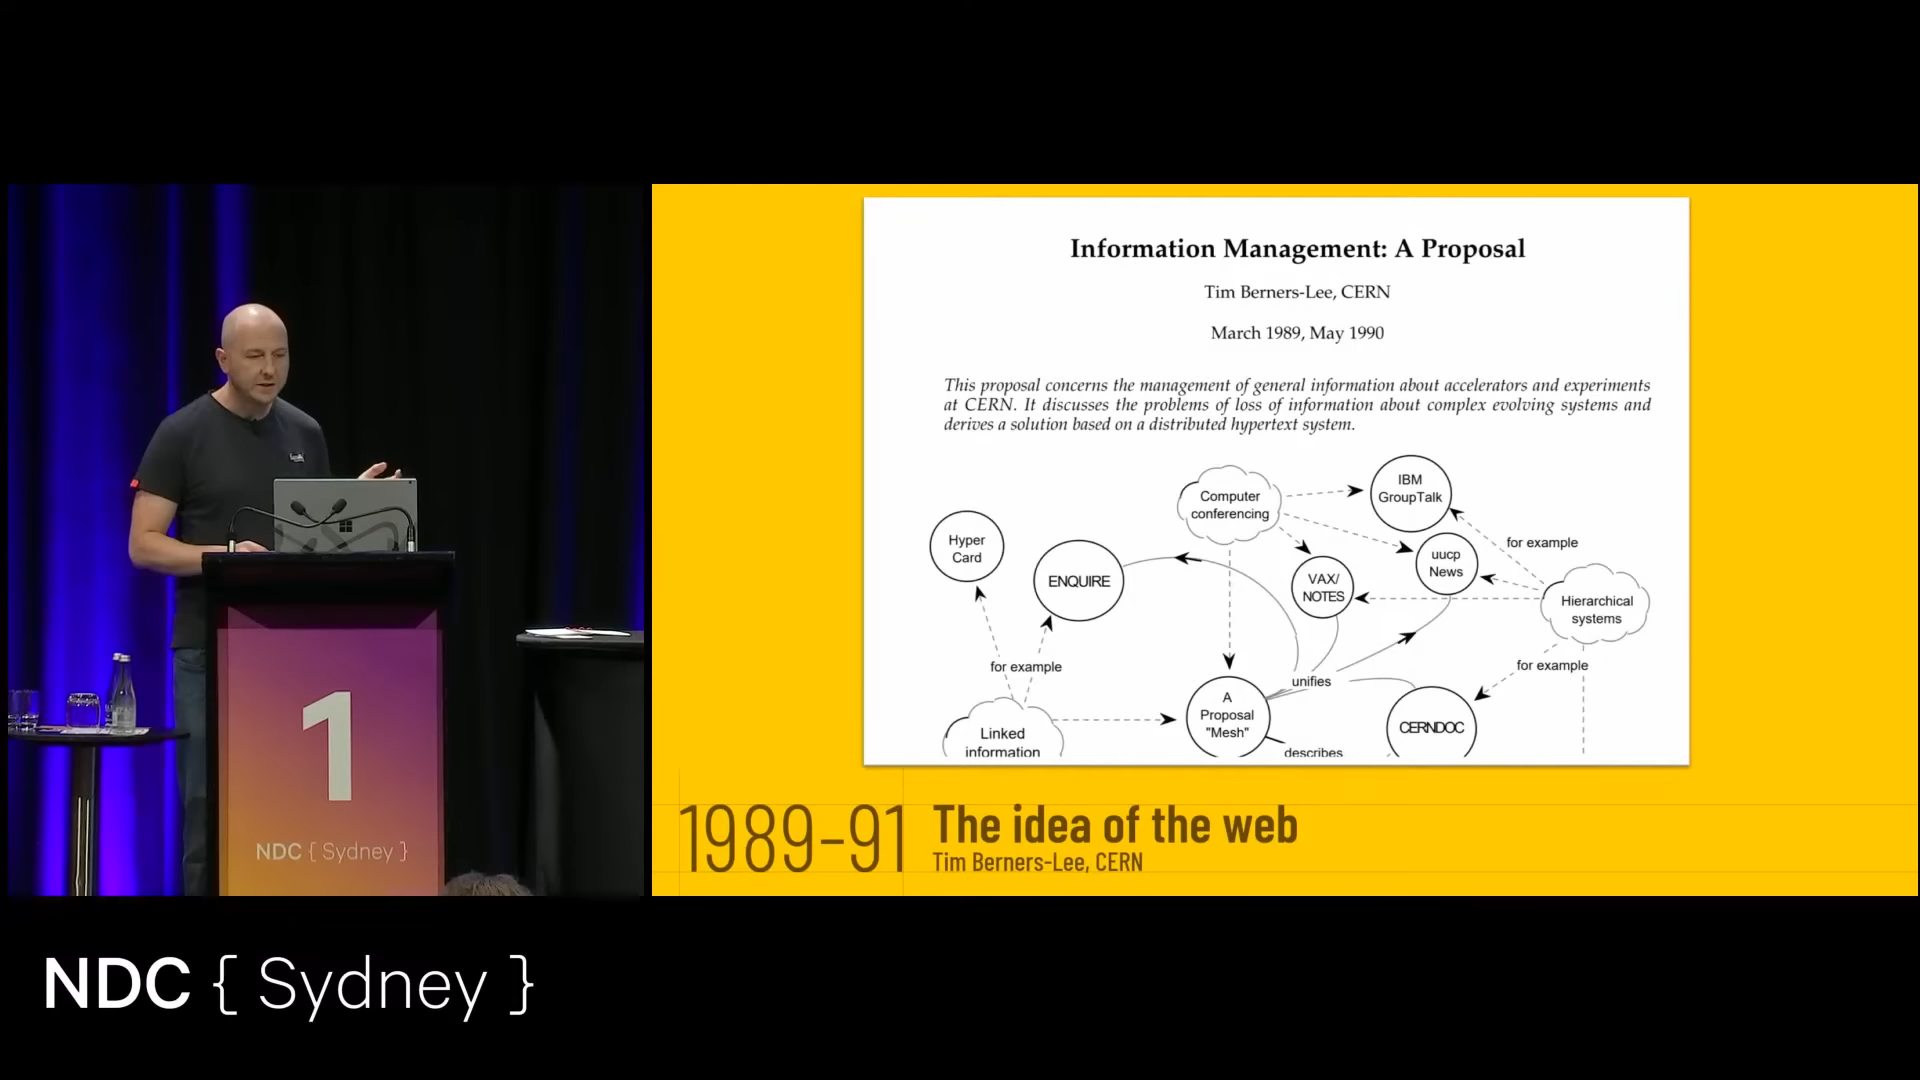 Information Management: A Proposal
Tim Berners-Lee, CERN
March 1989, May 1990
This proposal concerns the management of general information about accelerators and experiments
at CERN. It discusses the problems of loss of information about complex evolving systems and
derives a solution based on a distributed hypertext system.
IBM
GroupTalk
Computer
conferencing
Hyper
Card
ENQUIRE
for example
uucp
News
VAX/
NOTES
Hierarchical
systems
for example
for example
unifies
A
Proposal
"Mesh"
CERNDOC
Linked
information
describes
1989-91
The idea of the web
Tim Berners-Lee, CERN
1
NDC { Sydney }
NDC { Sydney }